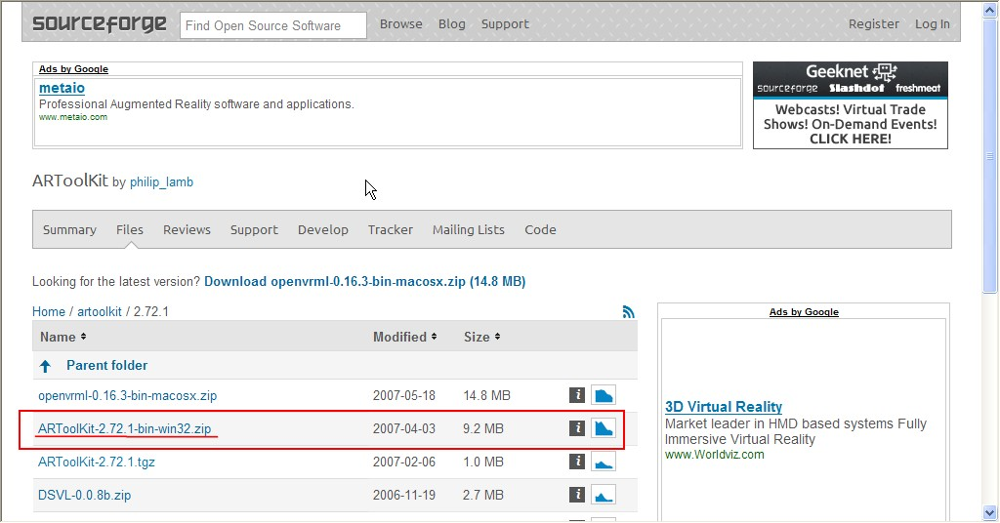 sourceforge Find Open Source Software Browse Blog Support Register Log In
Ads by Google
metaio
Professional Augmented Reality software and applications.
www.metaio.com
Geeknet
sourceforge Slashdot freshmeat
Webcasts! Virtual Trade
Shows! On-Demand Events!
CLICK HERE!
ARToolKit by philip_lamb
Summary Files Reviews Support Develop Tracker Mailing Lists Code
Looking for the latest version? Download openvrml-0.16.3-bin-macosx.zip (14.8 MB)
Home / artoolkit / 2.72.1
Name Modified Size
Parent folder
openvrml-0.16.3-bin-macosx.zip 2007-05-18 14.8 MB i
ARToolKit-2.72.1-bin-win32.zip 2007-04-03 9.2 MB i
ARToolKit-2.72.1.tgz 2007-02-06 1.0 MB i
DSVL-0.0.8b.zip 2006-11-19 2.7 MB i
Ads by Google
3D Virtual Reality
Market leader in HMD based systems Fully
Immersive Virtual Reality
www.Worldviz.com